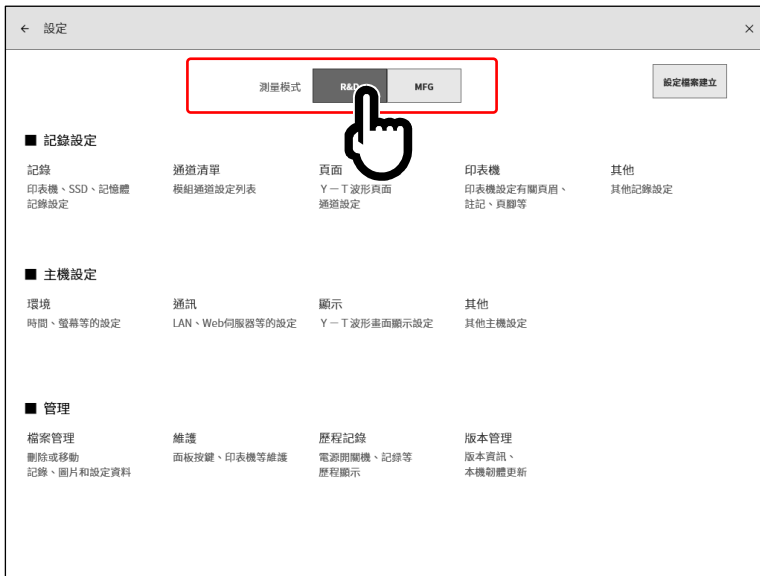 ← 設定 ×
測量模式 R&D MFG 設定檔案建立
■ 記錄設定
記錄 通道清單 頁面 印表機 其他
印表機、SSD、記憶體 模組通道設定列表 Y－T波形頁面 印表機設定有關頁眉、 其他記錄設定
記錄設定 通道設定 註記、頁腳等
■ 主機設定
環境 通訊 顯示 其他
時間、螢幕等的設定 LAN、Web伺服器等的設定 Y－T波形畫面顯示設定 其他主機設定
■ 管理
檔案管理 維護 歷程記錄 版本管理
刪除或移動 面板按鍵、印表機等維護 電源開關機、記錄等 版本資訊、
記錄、圖片和設定資料 歷程顯示 本機韌體更新